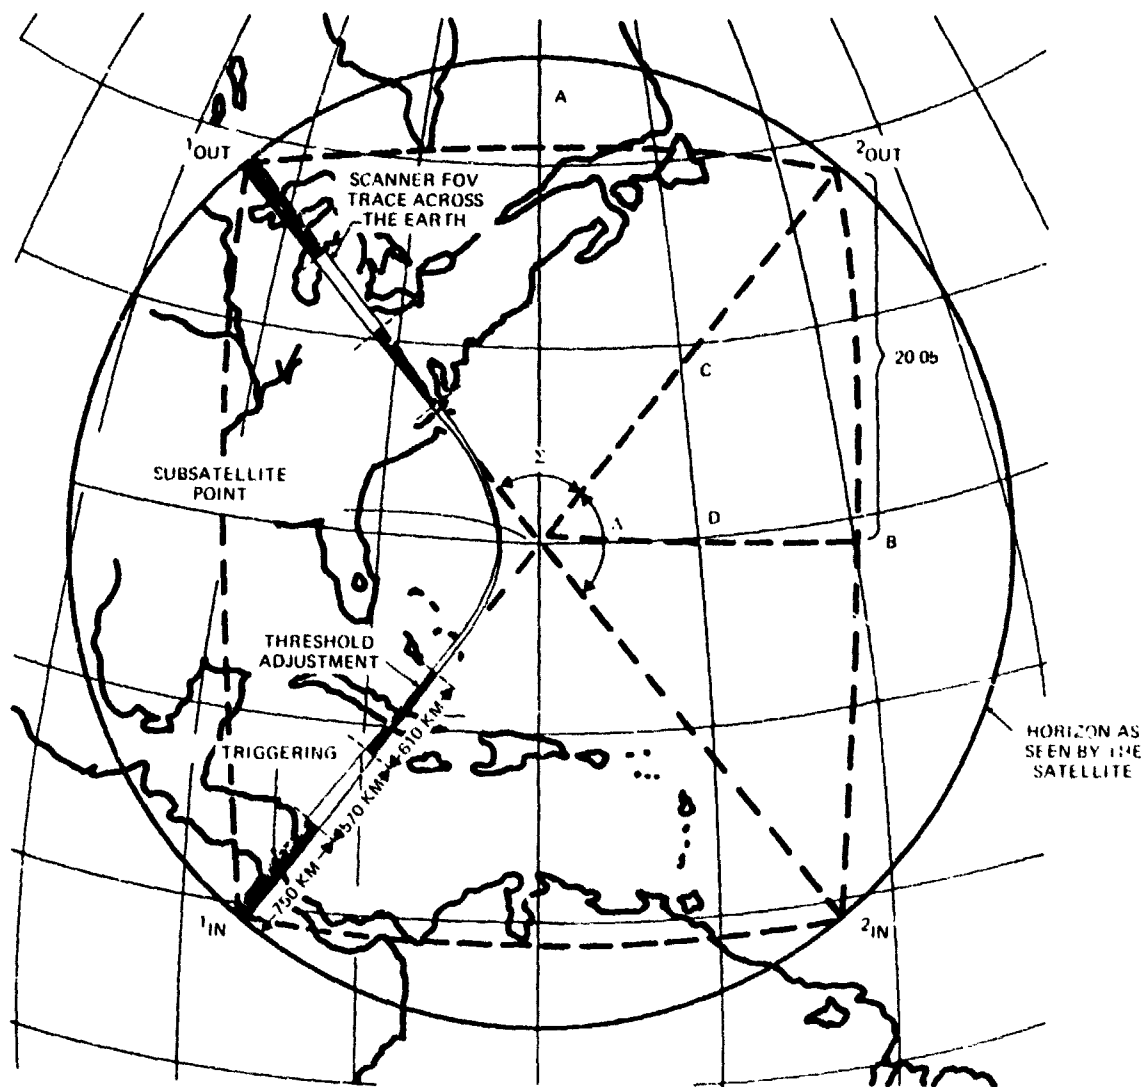 A
1OUT
2OUT
SCANNER FOV
TRACE ACROSS
THE EARTH
20 05
C
SUBSATELLITE
POINT
Σ
D
B
THRESHOLD
ADJUSTMENT
610 KM
TRIGGERING
570 KM
HORIZON AS
SEEN BY THE
SATELLITE
750 KM
1IN
2IN